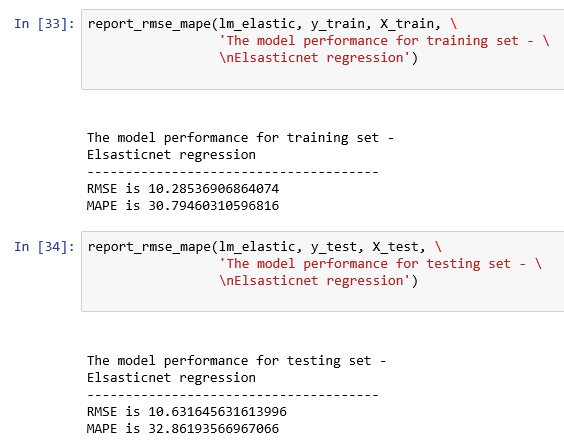 In [33]: report_rmse_mape(lm_elastic, y_train, X_train, \
'The model performance for training set - \
\nElsasticnet regression')
The model performance for training set -
Elsasticnet regression
------------------------------------
RMSE is 10.28536906864074
MAPE is 30.79460310596816
In [34]: report_rmse_mape(lm_elastic, y_test, X_test, \
'The model performance for testing set - \
\nElsasticnet regression')
The model performance for testing set -
Elsasticnet regression
------------------------------------
RMSE is 10.631645631613996
MAPE is 32.86193566967066